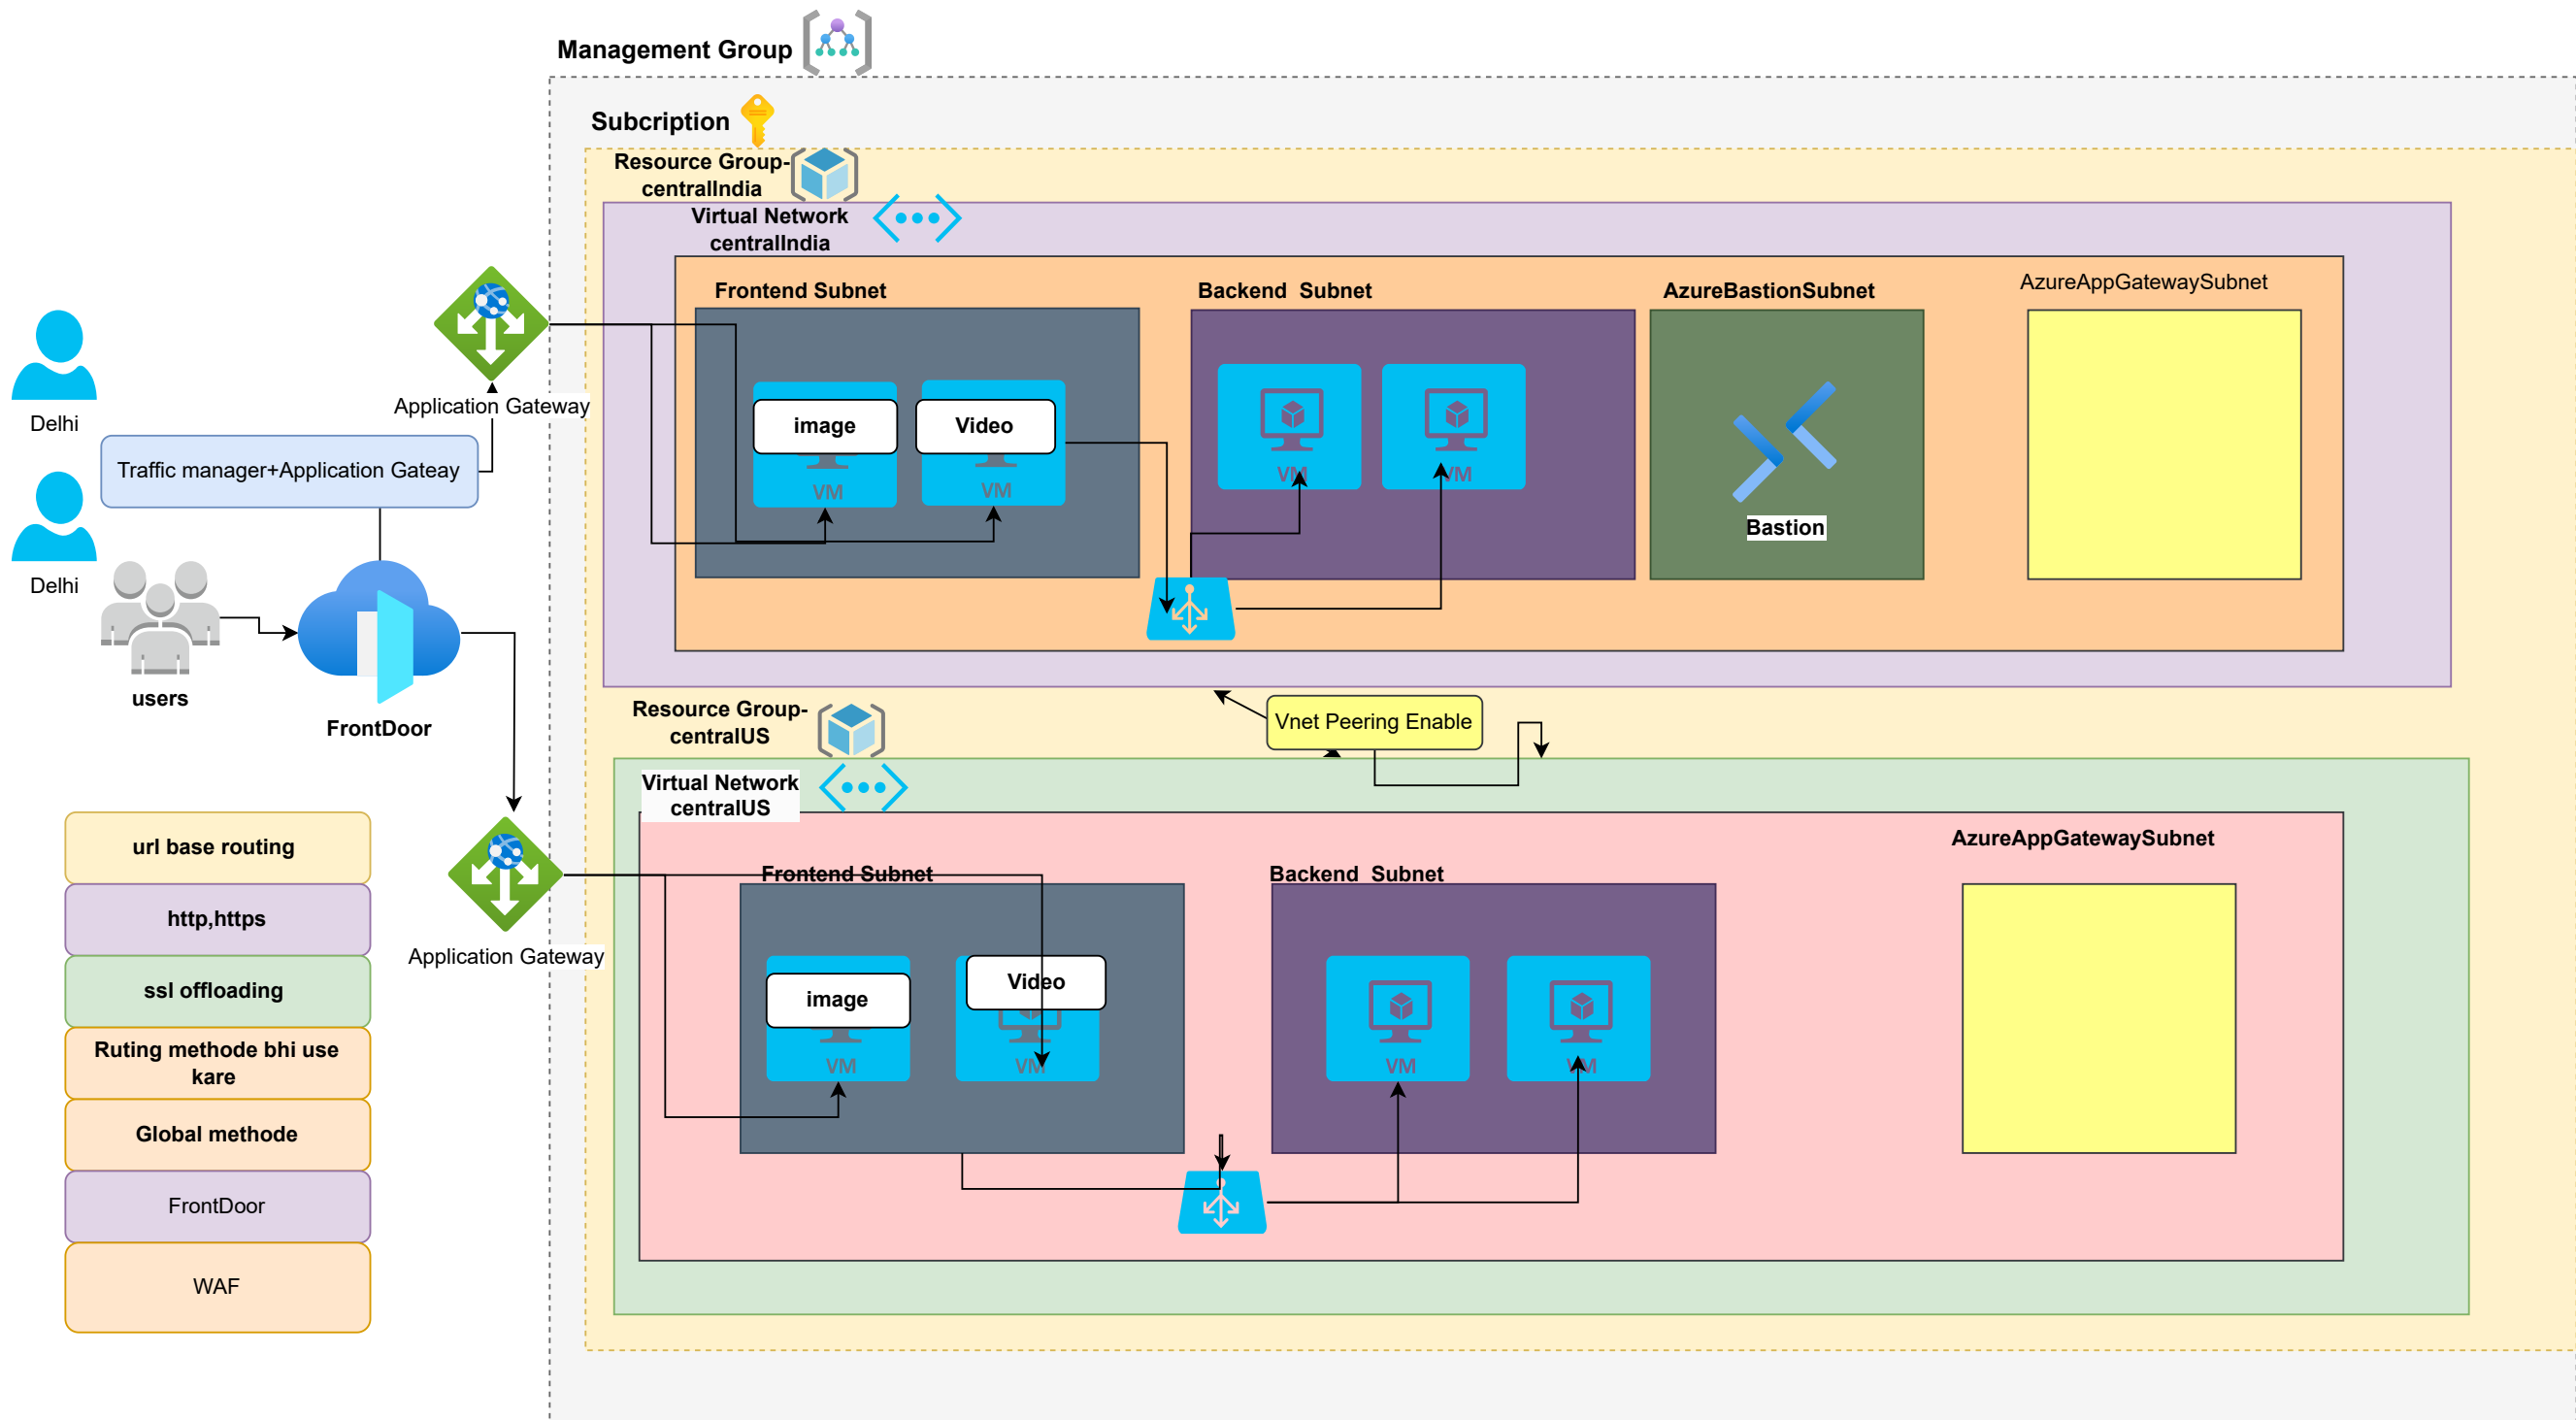 Management Group
Subcription
Resource Group-
centralIndia
Virtual Network
centralIndia
Frontend Subnet
Backend  Subnet
AzureBastionSubnet
AzureAppGatewaySubnet
image
Video
VM
VM
VM
VM
Bastion
Delhi
Application Gateway
Traffic manager+Application Gateay
Delhi
users
FrontDoor
Vnet Peering Enable
Resource Group-
centralUS
Virtual Network
centralUS
Frontend Subnet
Backend  Subnet
AzureAppGatewaySubnet
Application Gateway
image
Video
VM
VM
VM
VM
url base routing
http,https
ssl offloading
Ruting methode bhi use
kare
Global methode
FrontDoor
WAF